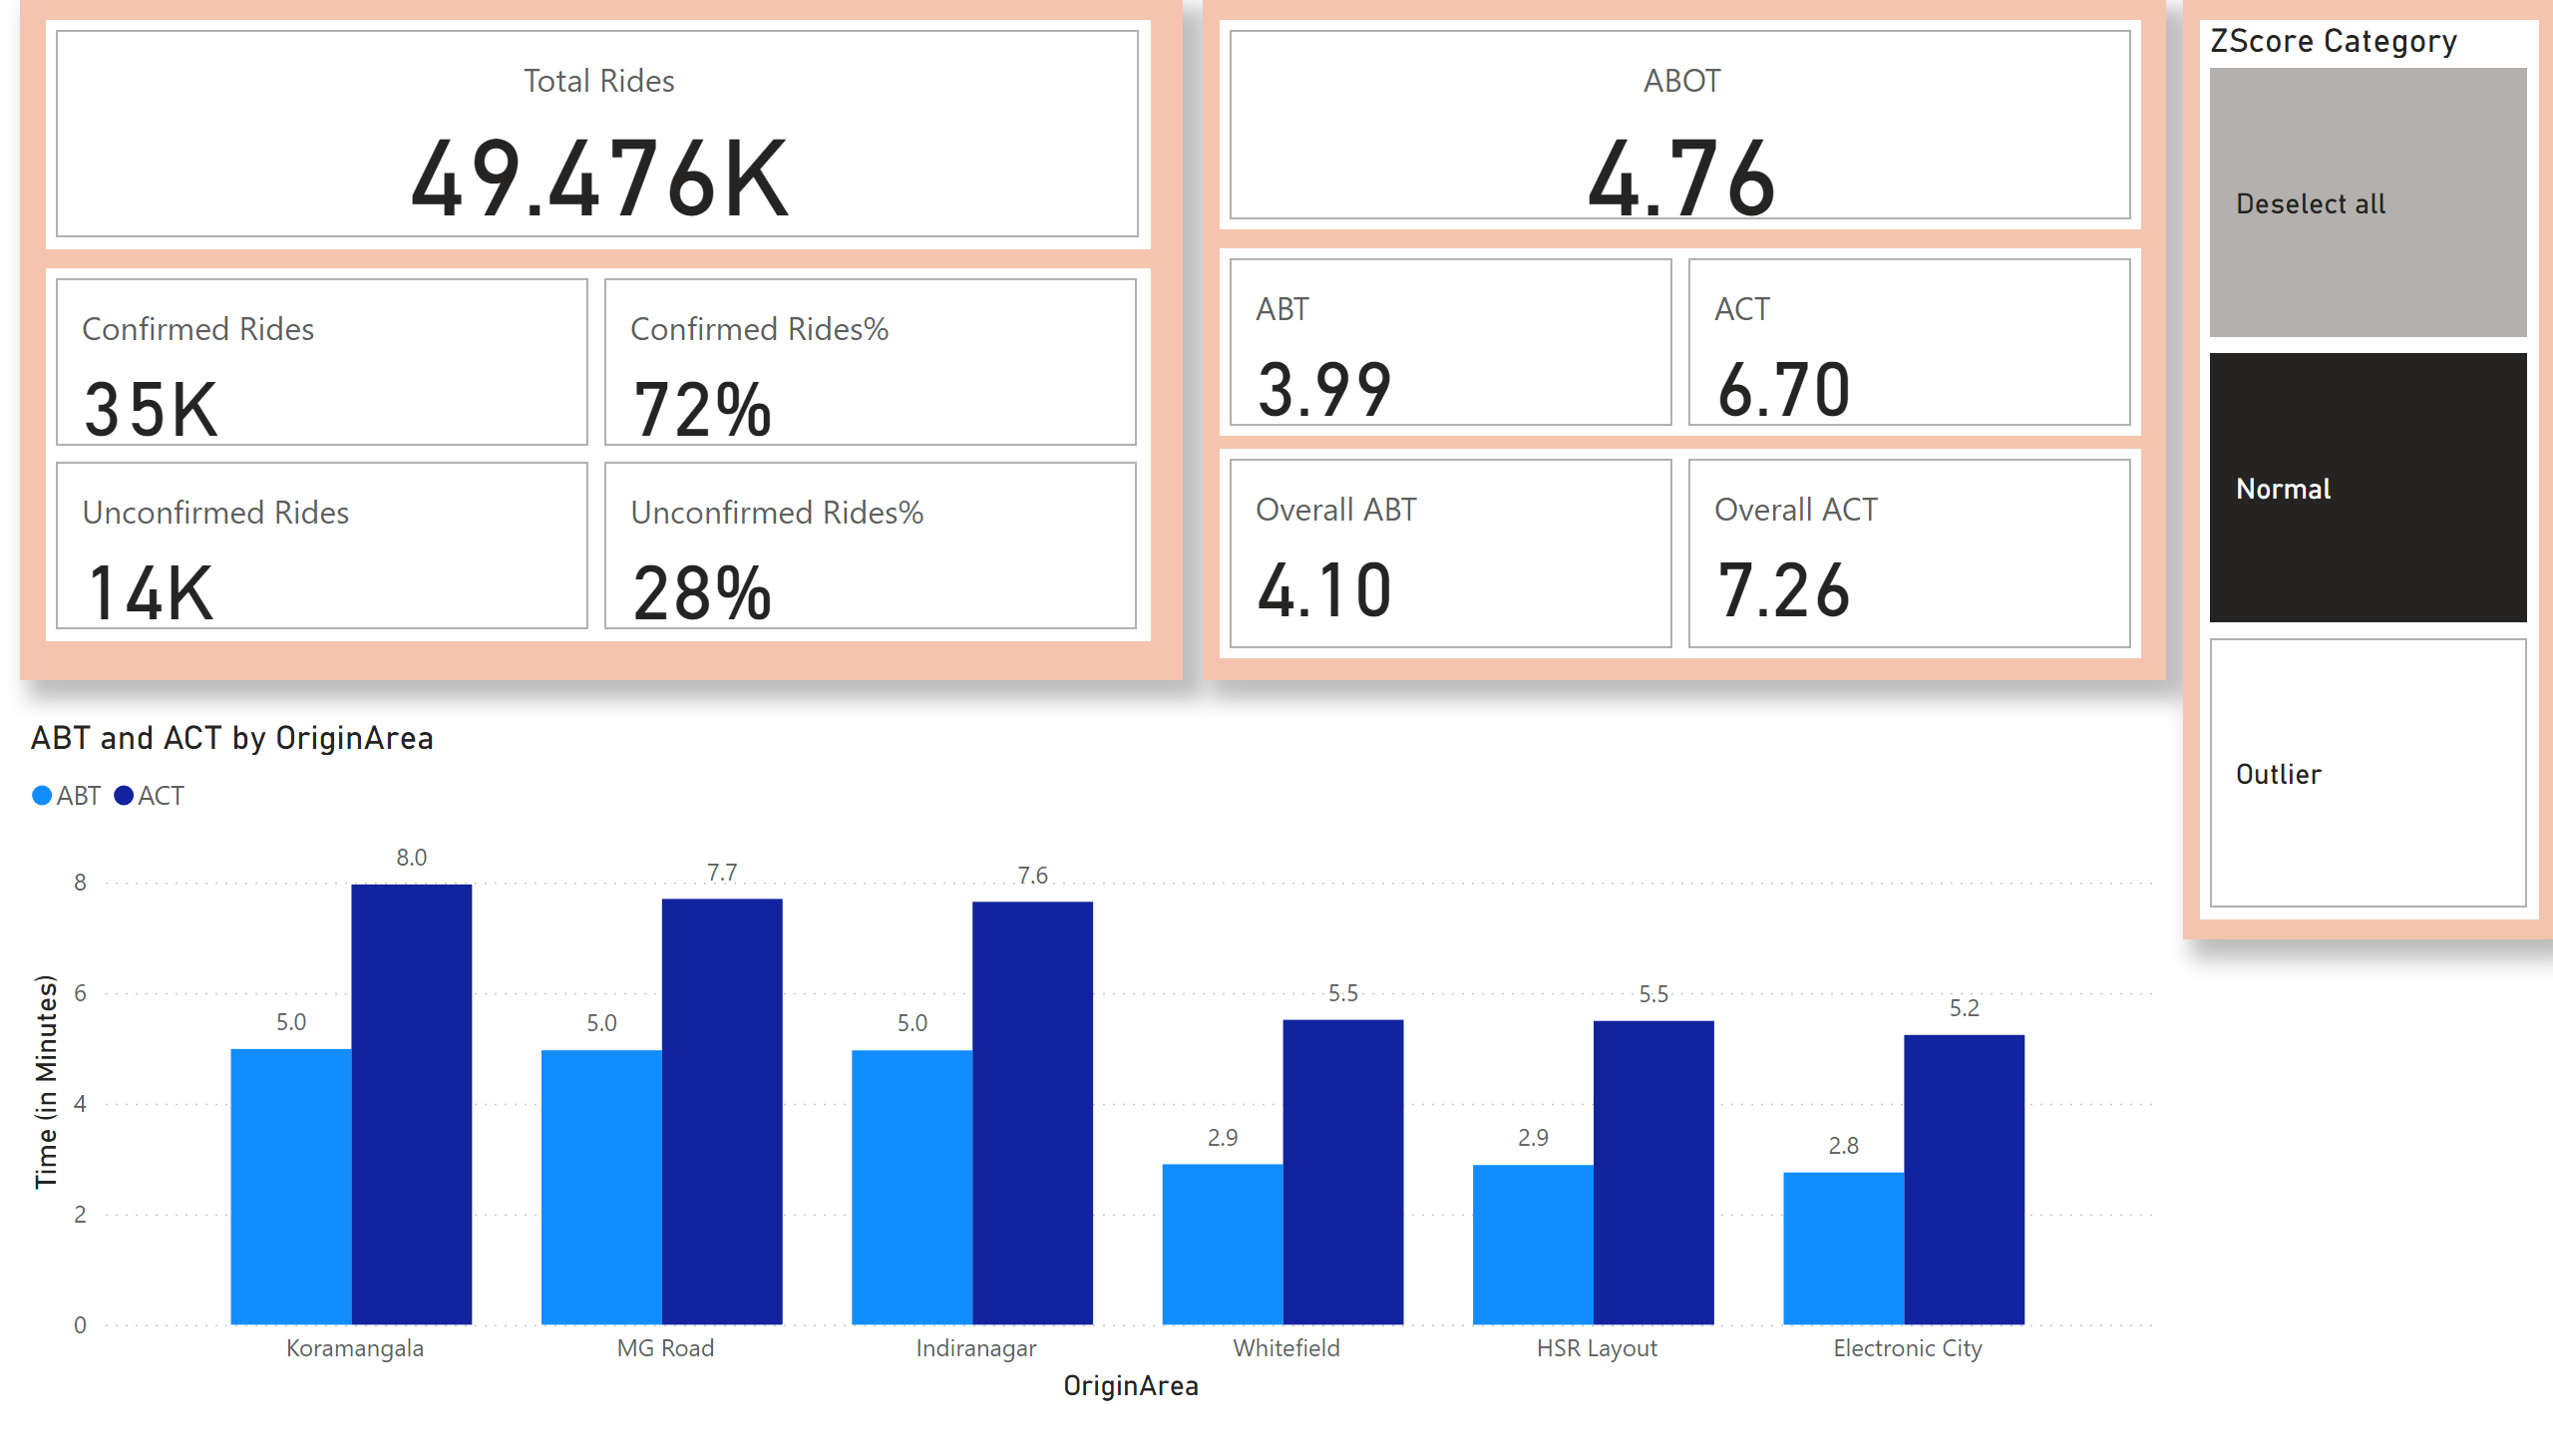 Total Rides
49.476K
Confirmed Rides
35K
Confirmed Rides%
72%
Unconfirmed Rides
14K
Unconfirmed Rides%
28%
ABOT
4.76
ABT
3.99
ACT
6.70
Overall ABT
4.10
Overall ACT
7.26
ZScore Category
Deselect all
Normal
Outlier
ABT and ACT by OriginArea
ABT ACT
Time (in Minutes)
8
6
4
2
0
5.0
8.0
5.0
7.7
5.0
7.6
2.9
5.5
2.9
5.5
2.8
5.2
Koramangala
MG Road
Indiranagar
Whitefield
HSR Layout
Electronic City
OriginArea